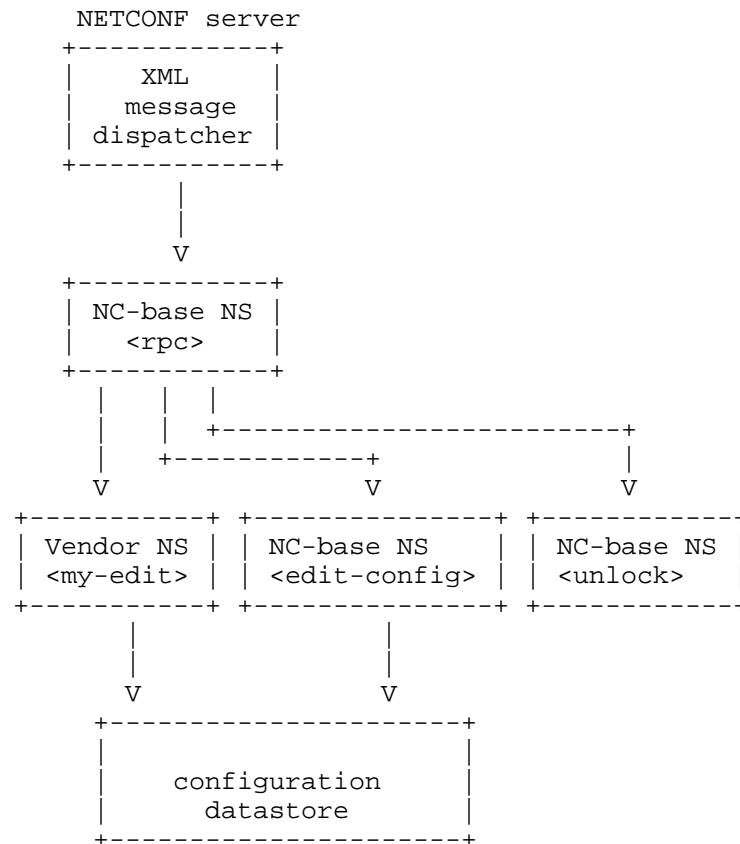 NETCONF server
XML
message
dispatcher
V
NC-base NS
<rpc>
V V V
Vendor NS NC-base NS NC-base NS
<my-edit> <edit-config> <unlock>
V V
configuration
datastore